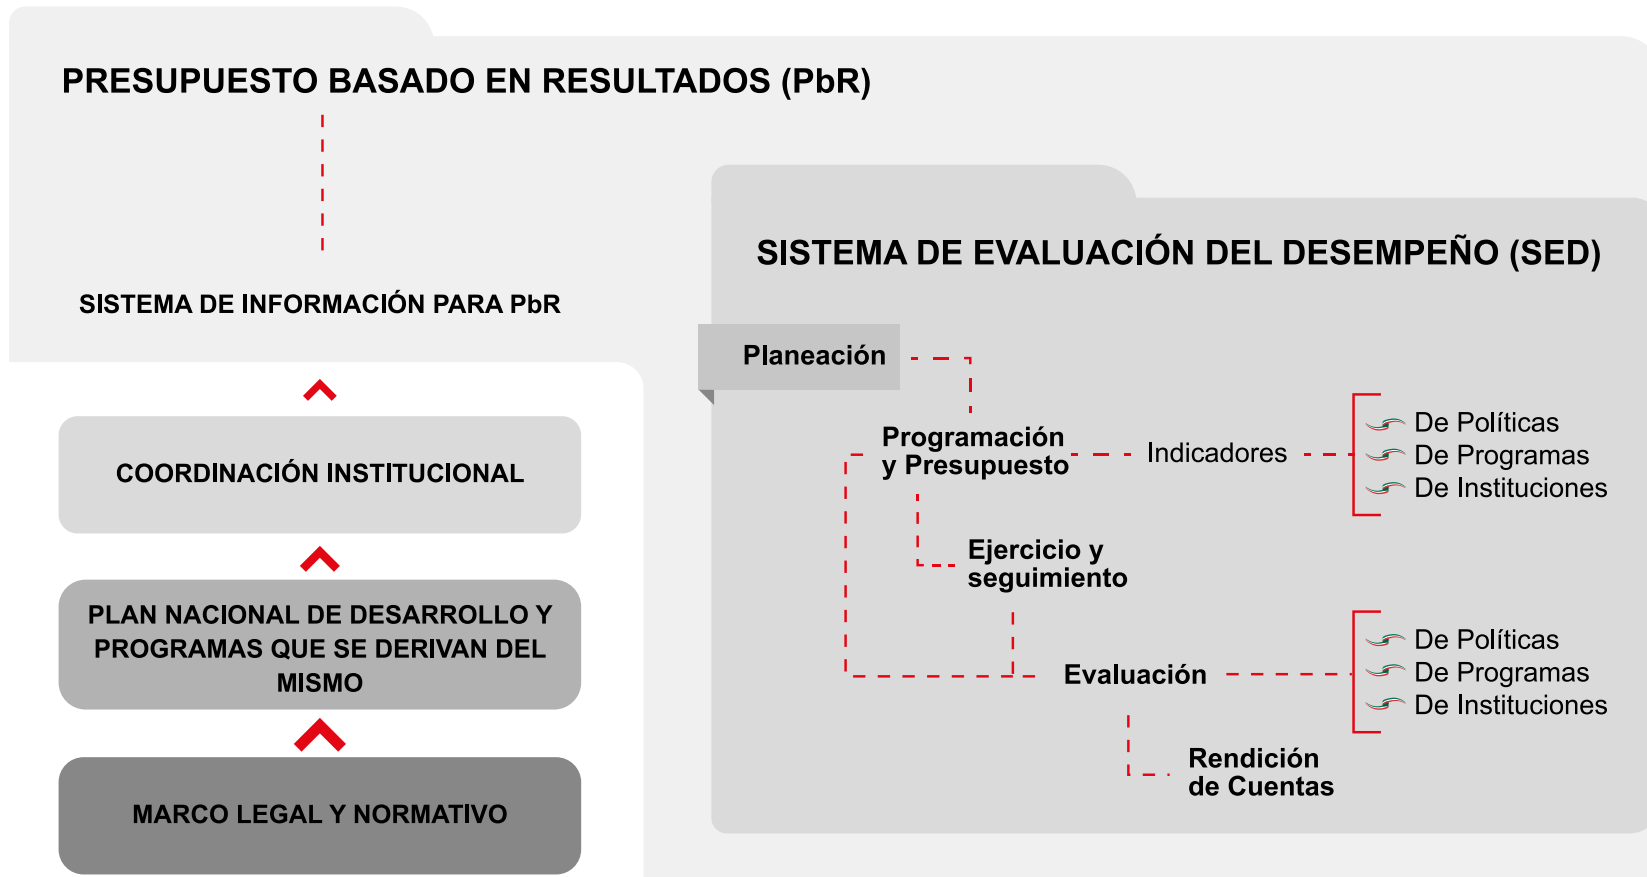 PRESUPUESTO BASADO EN RESULTADOS (PbR)
SISTEMA DE INFORMACIÓN PARA PbR
COORDINACIÓN INSTITUCIONAL
PLAN NACIONAL DE DESARROLLO Y
PROGRAMAS QUE SE DERIVAN DEL
MISMO
MARCO LEGAL Y NORMATIVO
SISTEMA DE EVALUACIÓN DEL DESEMPEÑO (SED)
Planeación
Programación
y Presupuesto
Indicadores
De Políticas
De Programas
De Instituciones
Ejercicio y
seguimiento
Evaluación
De Políticas
De Programas
De Instituciones
Rendición
de Cuentas